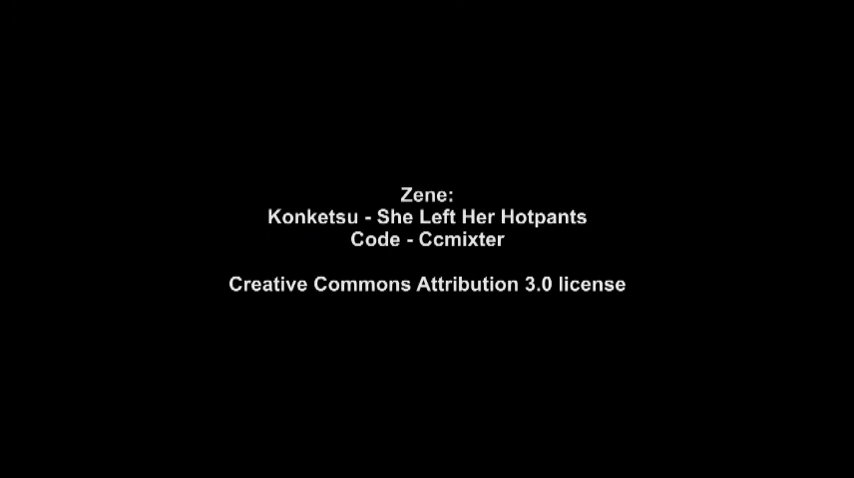 Zene:
Konketsu - She Left Her Hotpants
Code - Ccmixter
Creative Commons Attribution 3.0 license